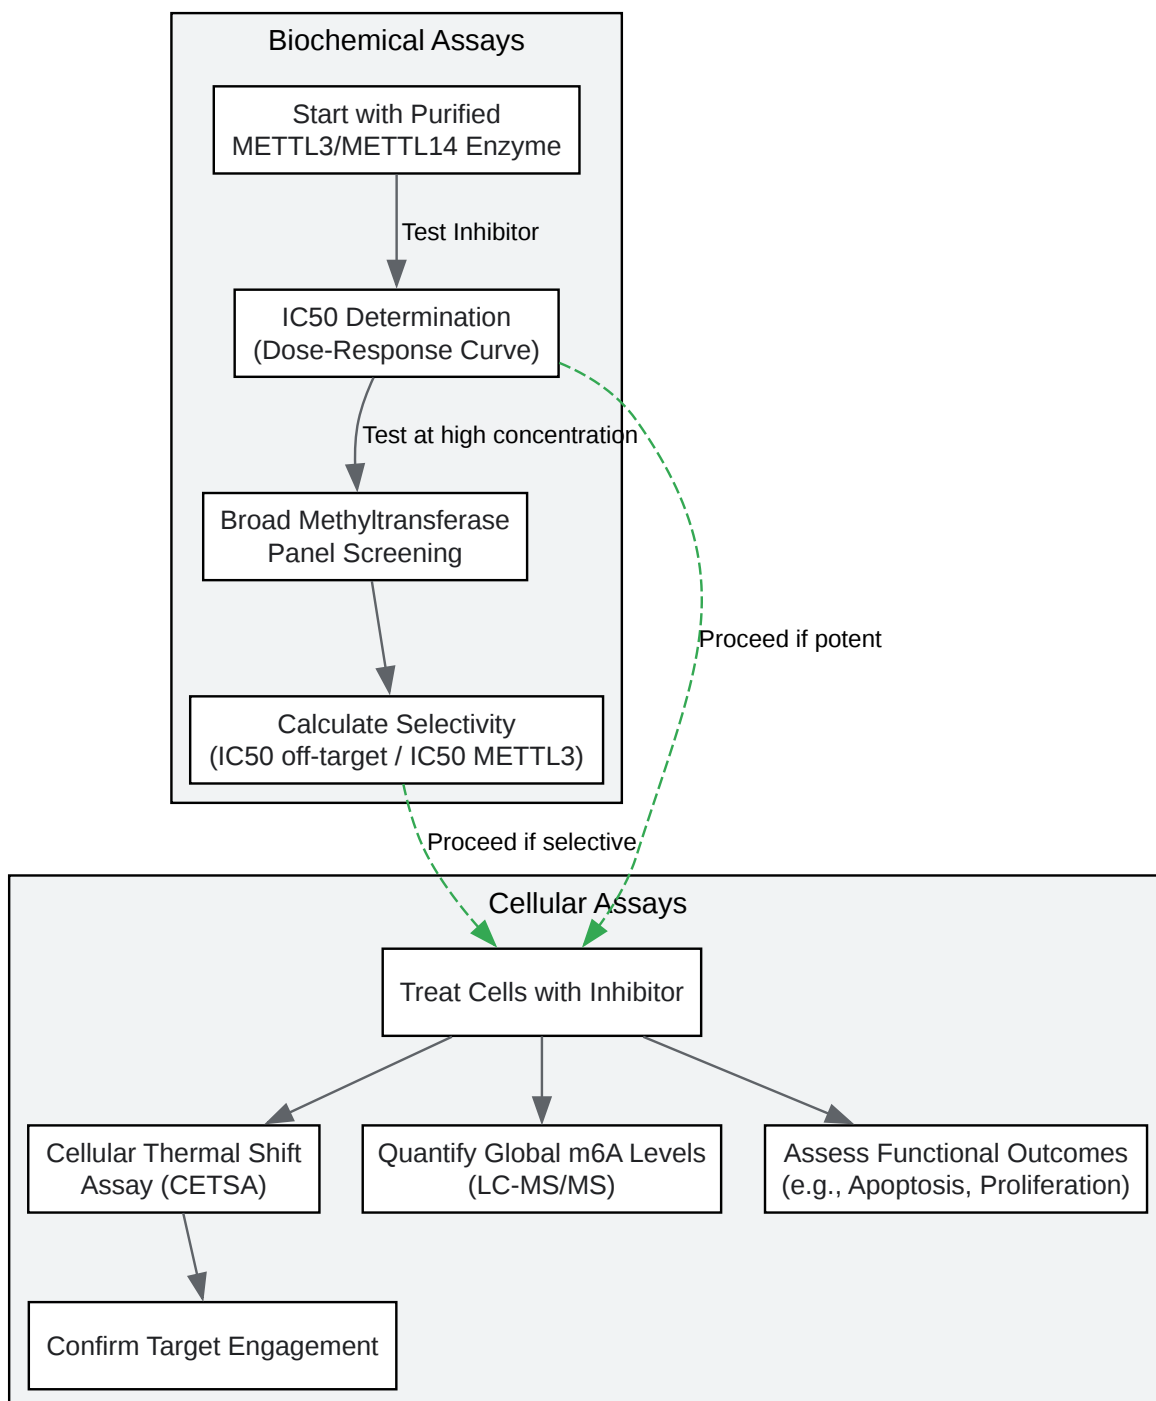 Biochemical Assays
Start with Purified
METTL3/METTL14 Enzyme
Test Inhibitor
IC50 Determination
(Dose-Response Curve)
Test at high concentration
Broad Methyltransferase
Panel Screening
Proceed if potent
Calculate Selectivity
(IC50 off-target / IC50 METTL3)
Proceed if selective
Cellular Assays
Treat Cells with Inhibitor
Cellular Thermal Shift
Assay (CETSA)
Quantify Global m6A Levels
(LC-MS/MS)
Assess Functional Outcomes
(e.g., Apoptosis, Proliferation)
Confirm Target Engagement